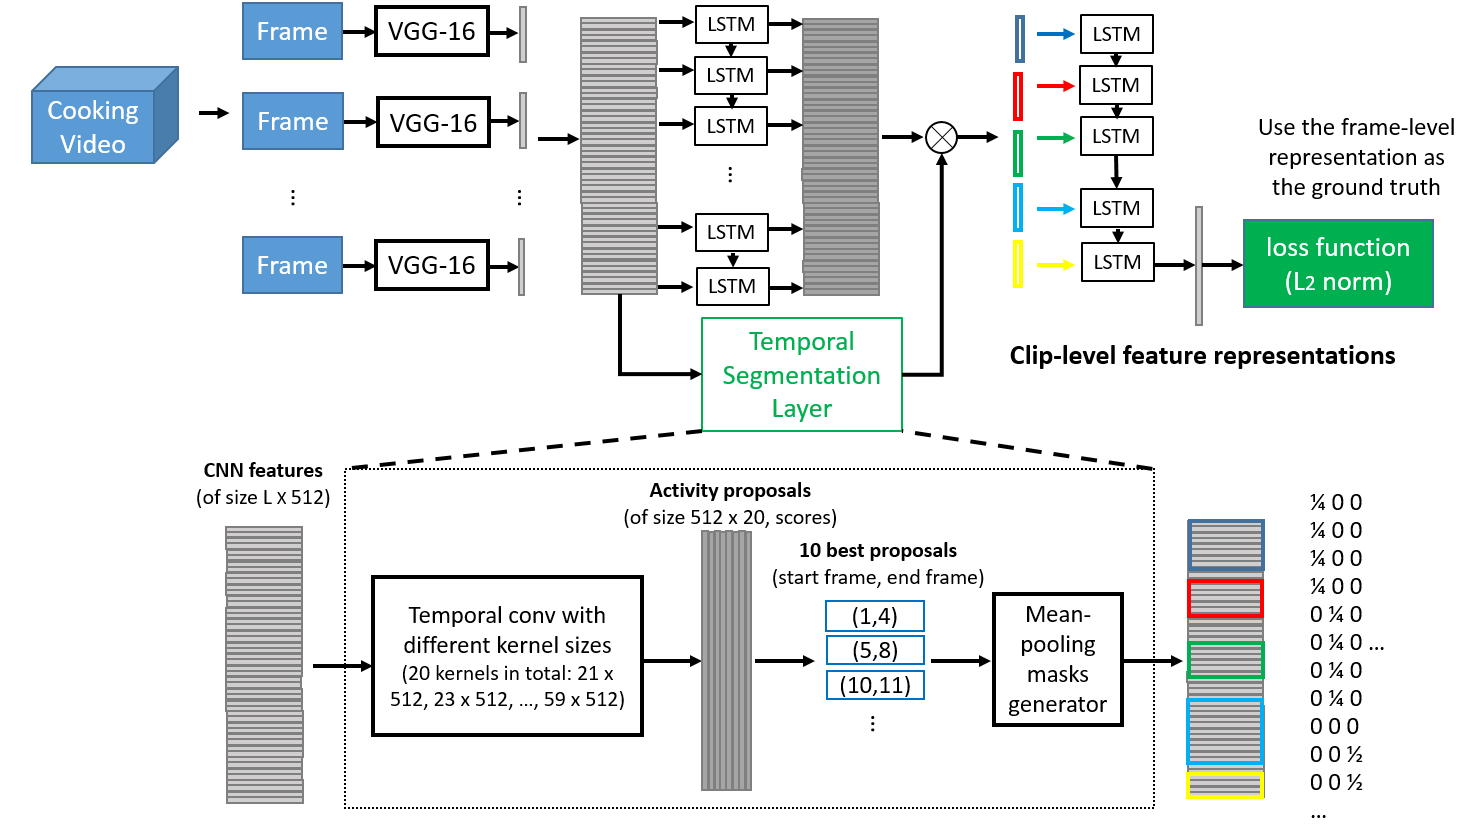 Cooking
Video
Frame
VGG-16
Frame
VGG-16
...
...
Frame
VGG-16
LSTM
LSTM
LSTM
...
LSTM
LSTM
LSTM
LSTM
LSTM
LSTM
LSTM
Use the frame-level
representation as
the ground truth
loss function
(L2 norm)
Clip-level feature representations
Temporal
Segmentation
Layer
CNN features
(of size L X 512)
Temporal conv with
different kernel sizes
(20 kernels in total: 21 x
512, 23 x 512, ..., 59 x 512)
Activity proposals
(of size 512 x 20, scores)
10 best proposals
(start frame, end frame)
(1,4)
(5,8)
(10,11)
...
Mean-
pooling
masks
generator
¼ 0 0
¼ 0 0
¼ 0 0
¼ 0 0
0 ¼ 0
0 ¼ 0 ...
0 ¼ 0
0 ¼ 0
0 0 0
0 0 ½
0 0 ½
...